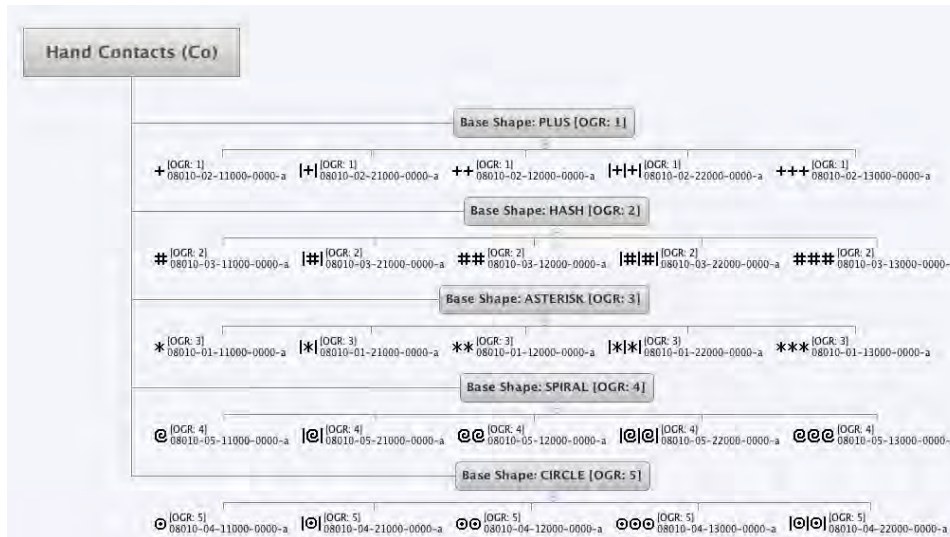 Hand Contacts (Co)
Base Shape: PLUS [OGR: 1]
+ [OGR: 1] 08010-02-11000-0000-a |+| [OGR: 1] 08010-02-21000-0000-a ++ [OGR: 1] 08010-02-12000-0000-a |+|+| [OGR: 1] 08010-02-22000-0000-a +++ [OGR: 1] 08010-02-13000-0000-a
Base Shape: HASH [OGR: 2]
# [OGR: 2] 08010-03-11000-0000-a |#| [OGR: 2] 08010-03-21000-0000-a ## [OGR: 2] 08010-03-12000-0000-a |#|#| [OGR: 2] 08010-03-22000-0000-a ### [OGR: 2] 08010-03-13000-0000-
Base Shape: ASTERISK [OGR: 3]
* [OGR: 3] 08010-01-11000-0000-a |*| [OGR: 3] 08010-01-21000-0000-a ** [OGR: 3] 08010-01-12000-0000-a |*|*| [OGR: 3] 08010-01-22000-0000-a *** [OGR: 3] 08010-01-13000-0000-a
Base Shape: SPIRAL [OGR: 4]
[OGR: 4] 08010-05-11000-0000-a [OGR: 4] 08010-05-21000-0000-a [OGR: 4] 08010-05-12000-0000-a [OGR: 4] 08010-05-22000-0000-a [OGR: 4] 08010-05-13000-0000-
Base Shape: CIRCLE [OGR: 5]
[OGR: 5] 08010-04-11000-0000-a [OGR: 5] 08010-04-21000-0000-a [OGR: 5] 08010-04-12000-0000-a [OGR: 5] 08010-04-13000-0000-a [OGR: 5] 08010-04-22000-0000-a